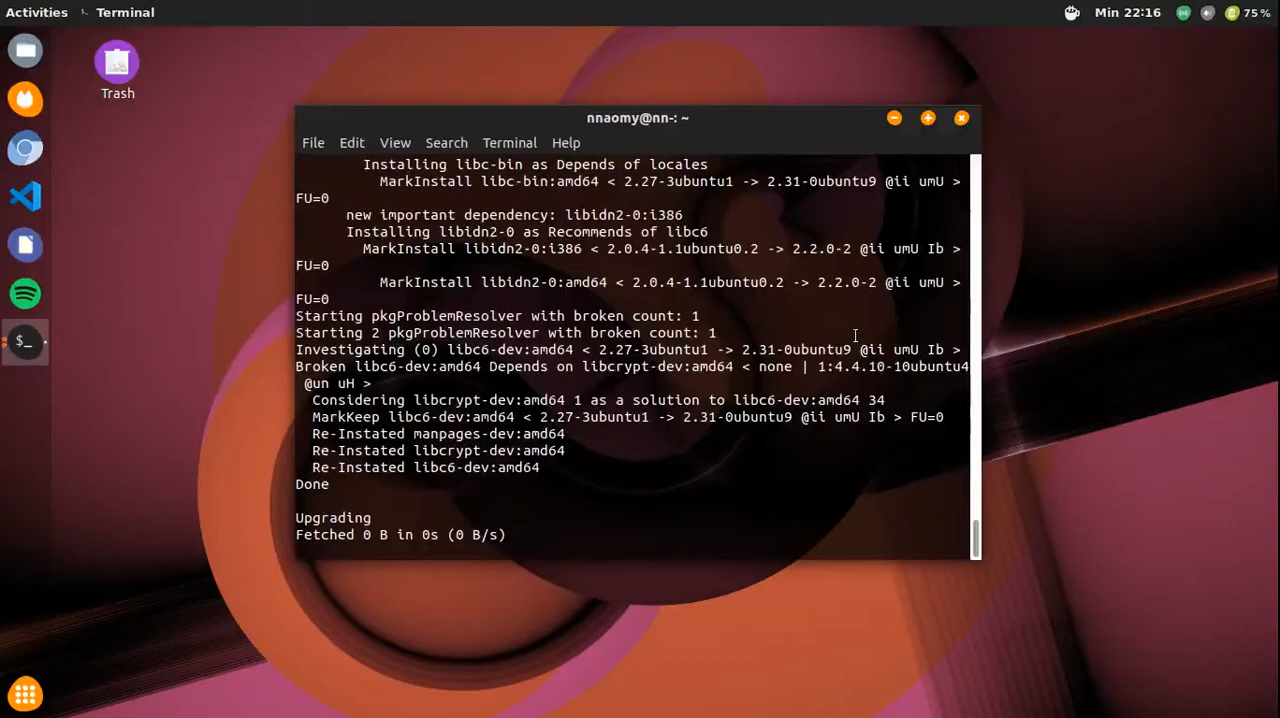 Activities
Terminal
Min 22:16
75 %
Trash
nnaomy@nn-: ~
File Edit View Search Terminal Help
Installing libc-bin as Depends of locales
MarkInstall libc-bin:amd64 < 2.27-3ubuntu1 -> 2.31-0ubuntu9 @ii umU >
FU=0
new important dependency: libidn2-0:i386
Installing libidn2-0 as Recommends of libc6
MarkInstall libidn2-0:i386 < 2.0.4-1.1ubuntu0.2 -> 2.2.0-2 @ii umU Ib >
FU=0
MarkInstall libidn2-0:amd64 < 2.0.4-1.1ubuntu0.2 -> 2.2.0-2 @ii umU >
FU=0
Starting pkgProblemResolver with broken count: 1
Starting 2 pkgProblemResolver with broken count: 1
Investigating (0) libc6-dev:amd64 < 2.27-3ubuntu1 -> 2.31-0ubuntu9 @ii umU Ib >
Broken libc6-dev:amd64 Depends on libcrypt-dev:amd64 < none | 1:4.4.10-10ubuntu4
@un uH >
Considering libcrypt-dev:amd64 1 as a solution to libc6-dev:amd64 34
MarkKeep libc6-dev:amd64 < 2.27-3ubuntu1 -> 2.31-0ubuntu9 @ii umU Ib > FU=0
Re-Instated manpages-dev:amd64
Re-Instated libcrypt-dev:amd64
Re-Instated libc6-dev:amd64
Done
Upgrading
Fetched 0 B in 0s (0 B/s)
$_